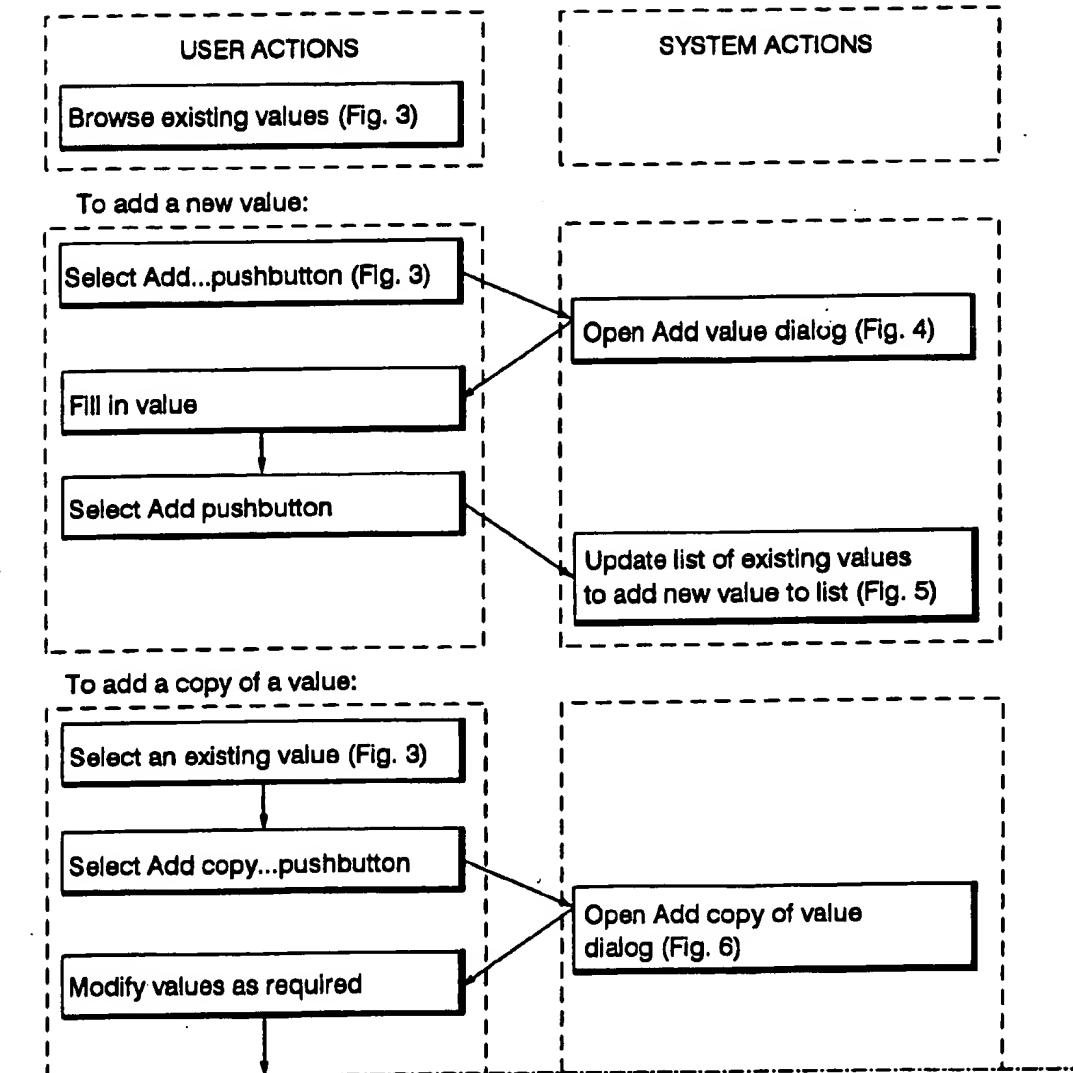 USER ACTIONS
SYSTEM ACTIONS
Browse existing values (Fig. 3)
To add a new value:
Select Add...pushbutton (Fig. 3)
Open Add value dialog (Fig. 4)
Fill in value
Select Add pushbutton
Update list of existing values
to add new value to list (Fig. 5)
To add a copy of a value:
Select an existing value (Fig. 3)
Select Add copy...pushbutton
Open Add copy of value
dialog (Fig. 6)
Modify values as required